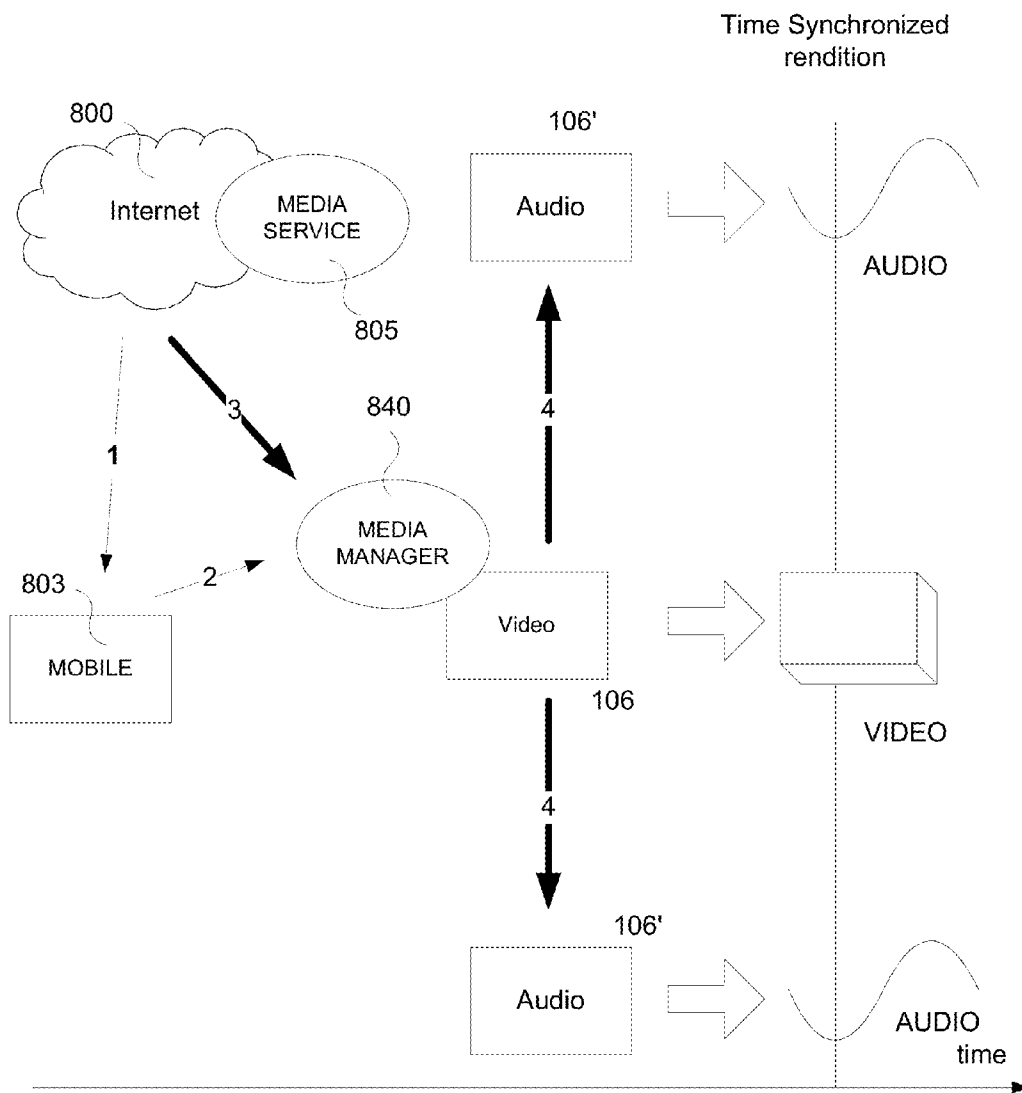 Time Synchronized
rendition
800
106'
Internet
MEDIA
SERVICE
Audio
AUDIO
805
3
840
4
1
MEDIA
MANAGER
2
803
Video
MOBILE
106
VIDEO
4
106'
Audio
AUDIO
time